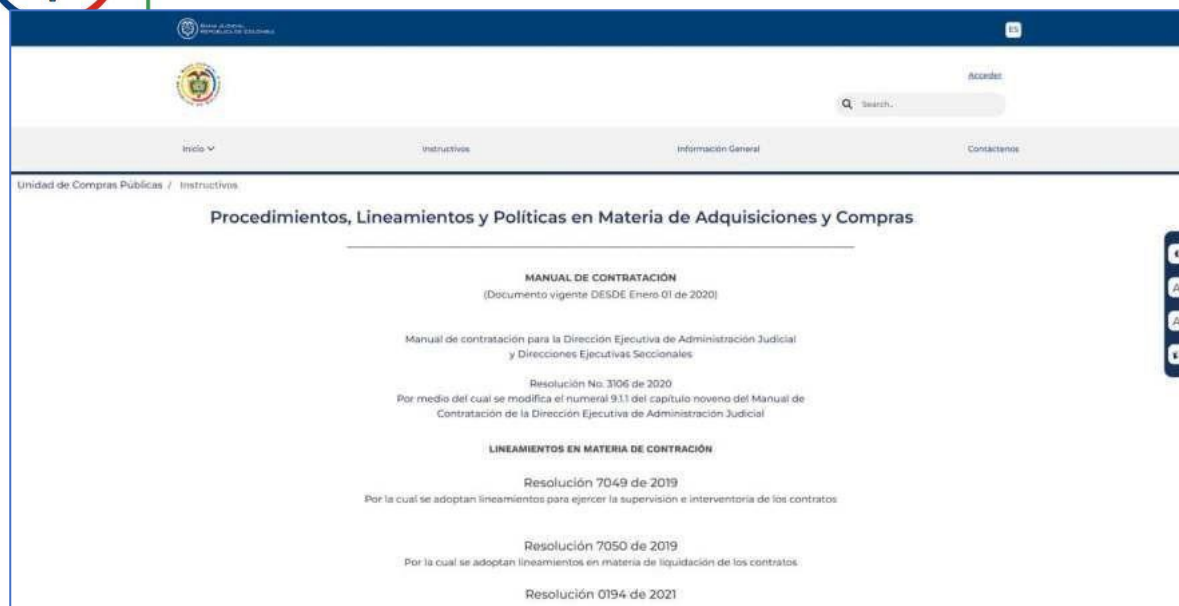 RAMA JUDICIAL
REPÚBLICA DE COLOMBIA
ES
Acceder
Search..
Inicio
Instructivos
Información General
Contáctenos
Unidad de Compras Públicas / Instructivos
Procedimientos, Lineamientos y Políticas en Materia de Adquisiciones y Compras
MANUAL DE CONTRATACIÓN
(Documento vigente DESDE Enero 01 de 2020)
Manual de contratación para la Dirección Ejecutiva de Administración Judicial
y Direcciones Ejecutivas Seccionales
Resolución No. 3106 de 2020
Por medio del cual se modifica el numeral 9.1.1 del capítulo noveno del Manual de
Contratación de la Dirección Ejecutiva de Administración Judicial
LINEAMIENTOS EN MATERIA DE CONTRACIÓN
Resolución 7049 de 2019
Por la cual se adoptan lineamientos para ejercer la supervisión e interventoría de los contratos
Resolución 7050 de 2019
Por la cual se adoptan lineamientos en materia de liquidación de los contratos
Resolución 0194 de 2021